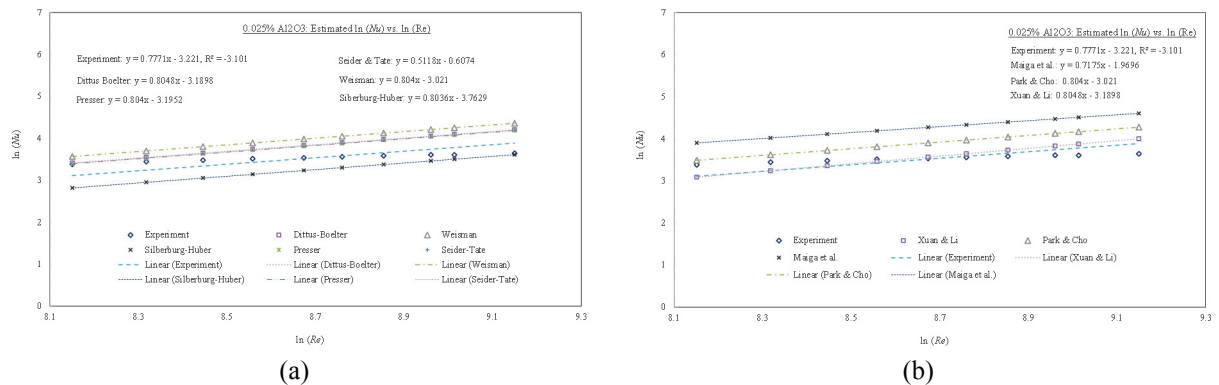 0.025% Al2O3: Estimated ln (Nu) vs. ln (Re)
Experiment: y = 0.7771x - 3.221, R² = -3.101
Dittus Boelter: y = 0.8048x - 3.1898
Presser: y = 0.804x - 3.1952
Seider & Tate: y = 0.5118x - 0.6074
Weisman: y = 0.804x - 3.021
Siberburg-Huber: y = 0.8036x - 3.7629
7
6
5
4
3
2
1
0
ln (Nu)
Experiment
Dittus-Boelter
Weisman
Silberburg-Huber
Presser
Seider-Tate
Linear (Experiment)
Linear (Dittus-Boelter)
Linear (Weisman)
Linear (Silberburg-Huber)
Linear (Presser)
Linear (Seider-Tate)
8.1 8.3 8.5 8.7 8.9 9.1 9.3
ln (Re)
(a)
0.025% Al2O3: Estimated ln (Nu) vs. ln (Re)
Experiment: y = 0.7771x - 3.221, R² = -3.101
Maiga et al.: y = 0.7175x - 1.9696
Park & Cho: 0.804x - 3.021
Xuan & Li: 0.8048x - 3.1898
7
6
5
4
3
2
1
0
ln (Nu)
Experiment
Xuan & Li
Park & Cho
Maiga et al.
Linear (Experiment)
Linear (Xuan & Li)
Linear (Park & Cho)
Linear (Maiga et al.)
8.1 8.3 8.5 8.7 8.9 9.1 9.3
ln (Re)
(b)